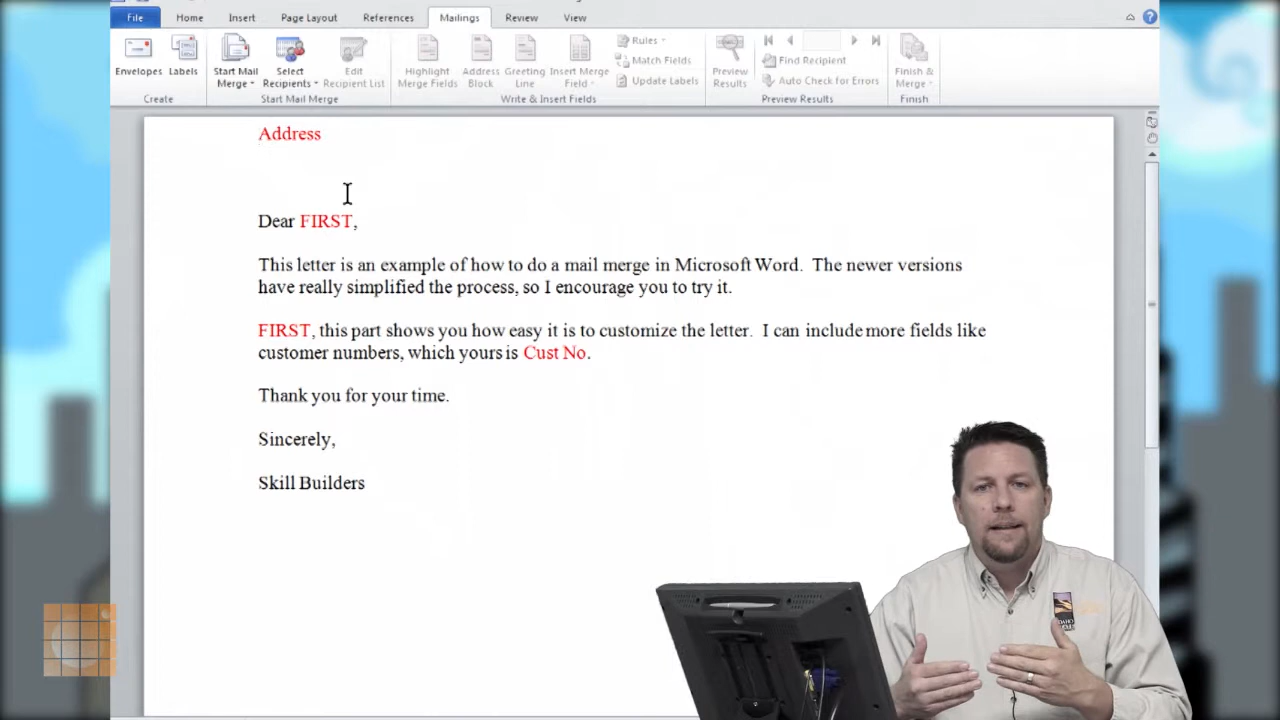 File Home Insert Page Layout References Mailings Review View
Envelopes Labels Start Mail Merge Select Recipients Edit Recipient List Highlight Merge Fields Address Block Greeting Line Insert Merge Field Rules Match Fields Update Labels Preview Results Find Recipient Auto Check for Errors Finish & Merge
Create Start Mail Merge Write & Insert Fields Preview Results Finish
Address
Dear FIRST,
This letter is an example of how to do a mail merge in Microsoft Word.  The newer versions
have really simplified the process, so I encourage you to try it.
FIRST, this part shows you how easy it is to customize the letter.  I can include more fields like
customer numbers, which yours is Cust No.
Thank you for your time.
Sincerely,
Skill Builders